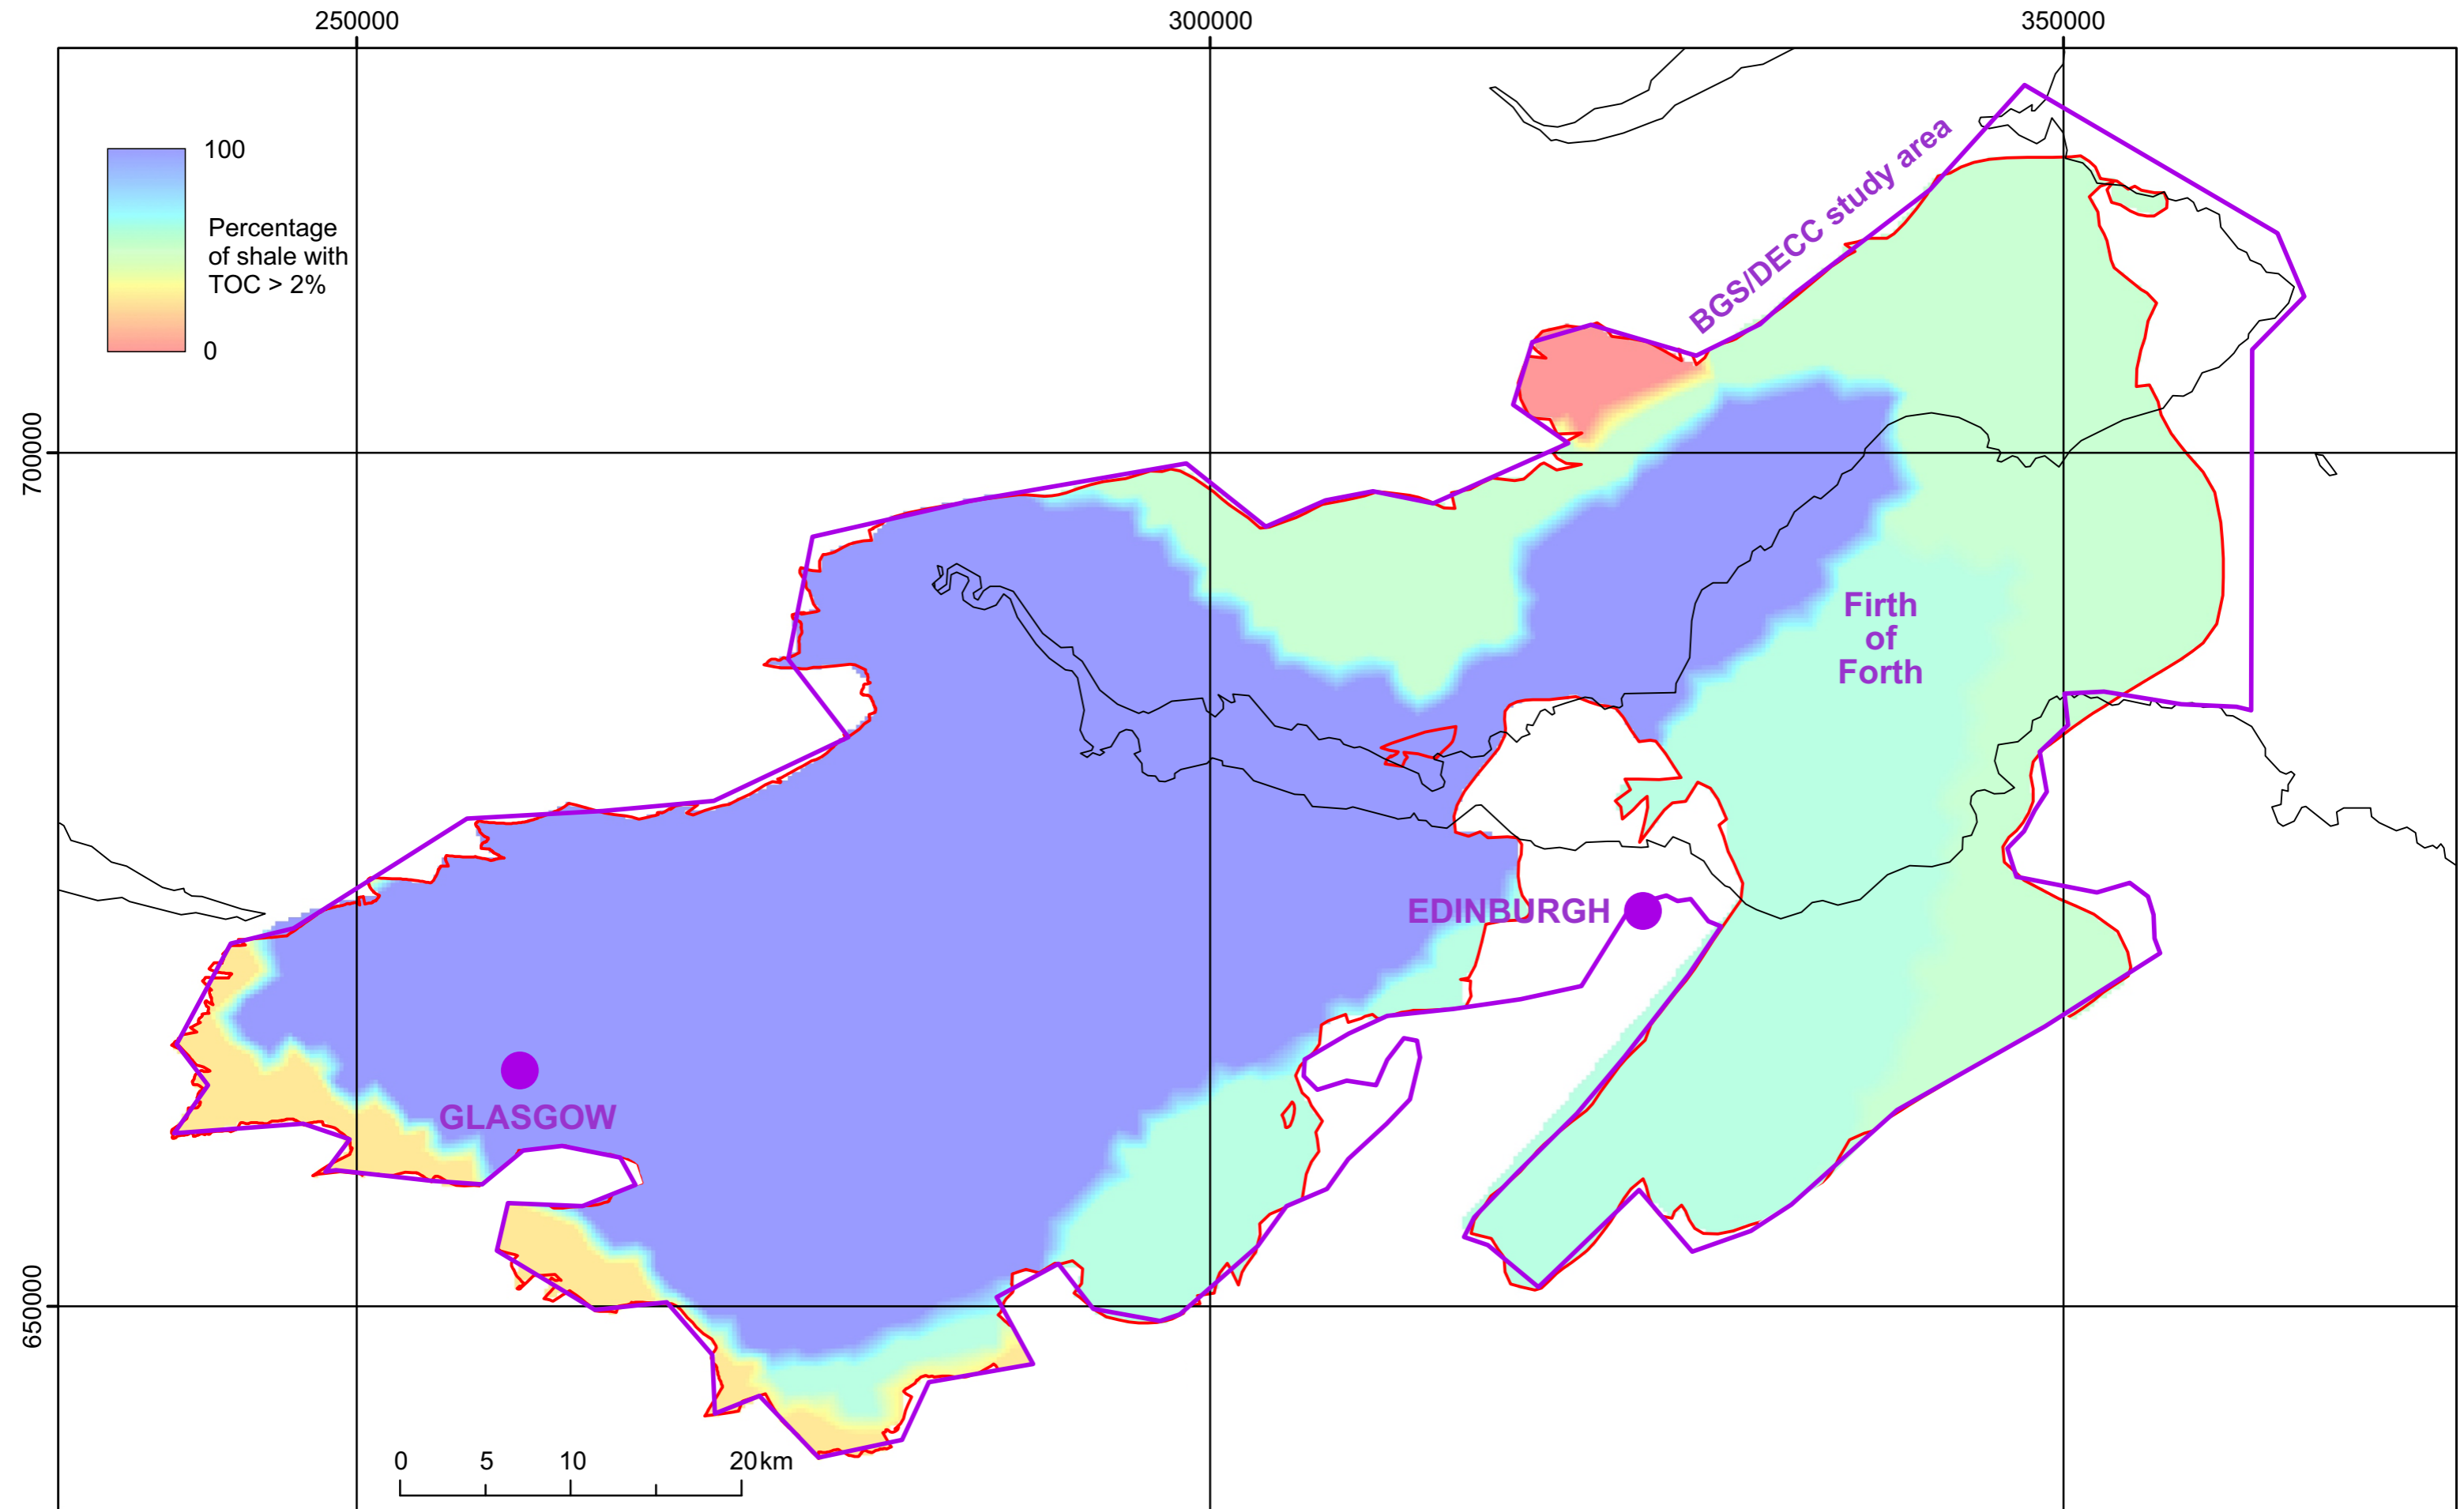 250000
300000
350000
100
Percentage
of shale with
TOC > 2%
0
BGS/DECC study area
700000
Firth
of
Forth
EDINBURGH
GLASGOW
650000
0
5
10
20km